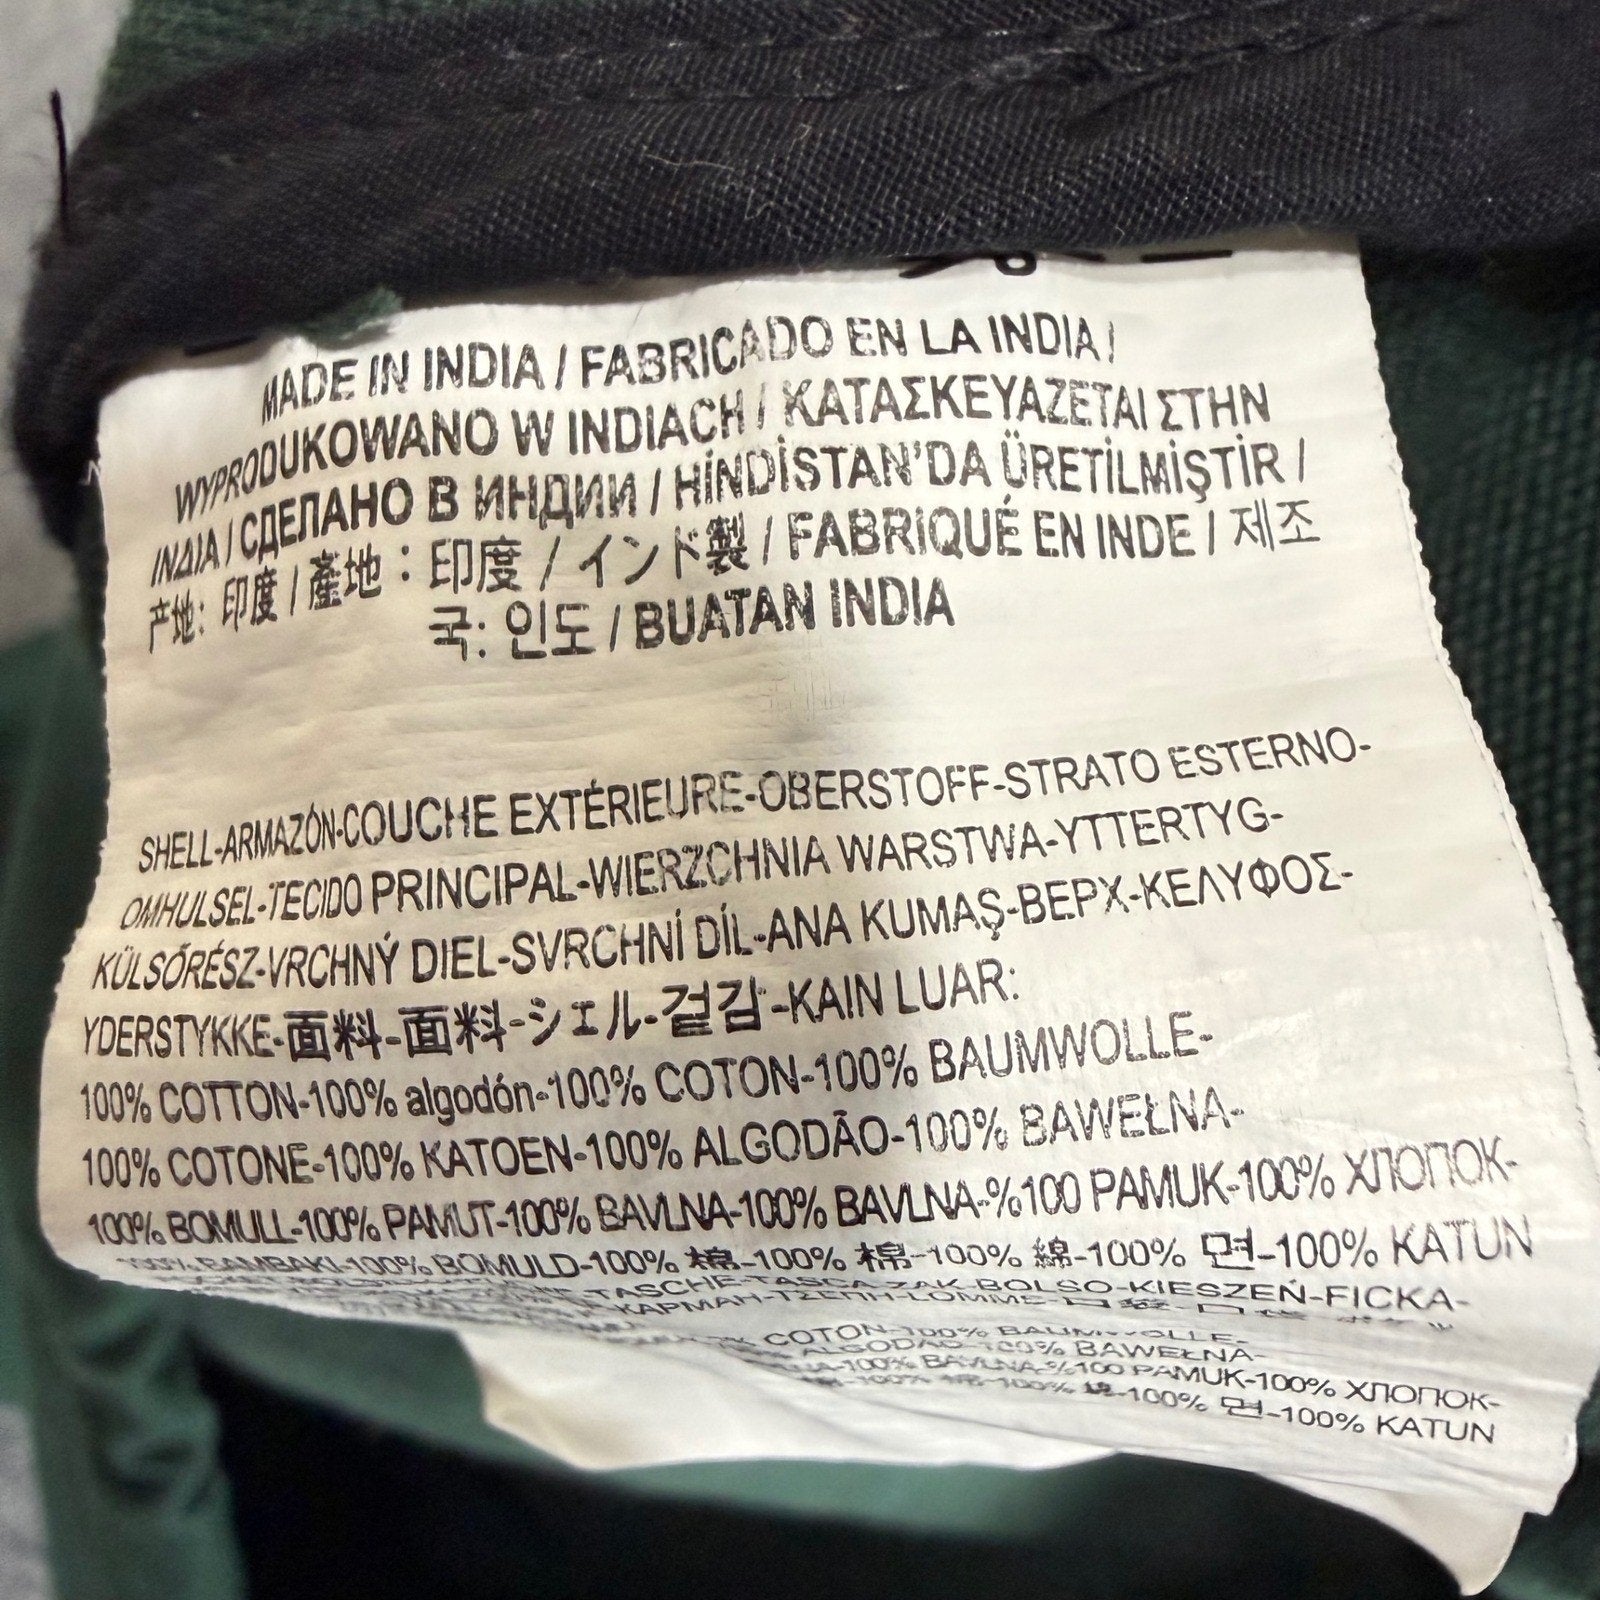 MADE IN INDIA / FABRICADO EN LA INDIA /
WYPRODUKOWANO W INDIACH / ΚΑΤΑΣΚΕΥΑΖΕΤΑΙ ΣΤΗΝ
ΙΝΔΙΑ / СДЕЛАНО В ИНДИИ / HİNDİSTAN'DA ÜRETİLMİŞTİR /
产地: 印度 / 產地：印度 / インド製 / FABRIQUÉ EN INDE / 제조
국: 인도 / BUATAN INDIA
SHELL-ARMAZÓN-COUCHE EXTÉRIEURE-OBERSTOFF-STRATO ESTERNO-
OMHULSEL-TECIDO PRINCIPAL-WIERZCHNIA WARSTWA-YTTERTYG-
KÜLSŐRÉSZ-VRCHNÝ DIEL-SVRCHNÍ DÍL-ANA KUMAŞ-ВЕРХ-ΚΕΛΥΦΟΣ-
YDERSTYKKE-面料-面料-シェル-겉감-KAIN LUAR:
100% COTTON-100% algodón-100% COTON-100% BAUMWOLLE-
100% COTONE-100% KATOEN-100% ALGODÃO-100% BAWEŁNA-
100% BOMULL-100% PAMUT-100% BAVLNA-100% BAVLNA-%100 PAMUK-100% ХЛОПОК-
100% BAMBAKI-100% BOMULD-100% 棉-100% 棉-100% 綿-100% 면-100% KATUN
TASCHE-TASCA-ZAK-BOLSO-KIESZEŃ-FICKA-
КАРМАН-ΤΣΕΠΗ-LOMME-
COTON-100% BAUMWOLLE-
ALGODÃO-100% BAWEŁNA-
100% BAVLNA-%100 PAMUK-100% ХЛОПОК-
100% 면-100% KATUN